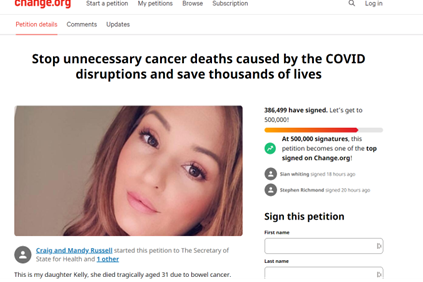 change.org Start a petition My petitions Browse Subscription Log in
Petition details Comments Updates
Stop unnecessary cancer deaths caused by the COVID
disruptions and save thousands of lives
386,499 have signed. Let's get to
500,000!
At 500,000 signatures, this
petition becomes one of the top
signed on Change.org!
Sian whiting signed 18 hours ago
Stephen Richmond signed 20 hours ago
Sign this petition
First name
Last name
Craig and Mandy Russell started this petition to The Secretary of
State for Health and 1 other
This is my daughter Kelly, she died tragically aged 31 due to bowel cancer.